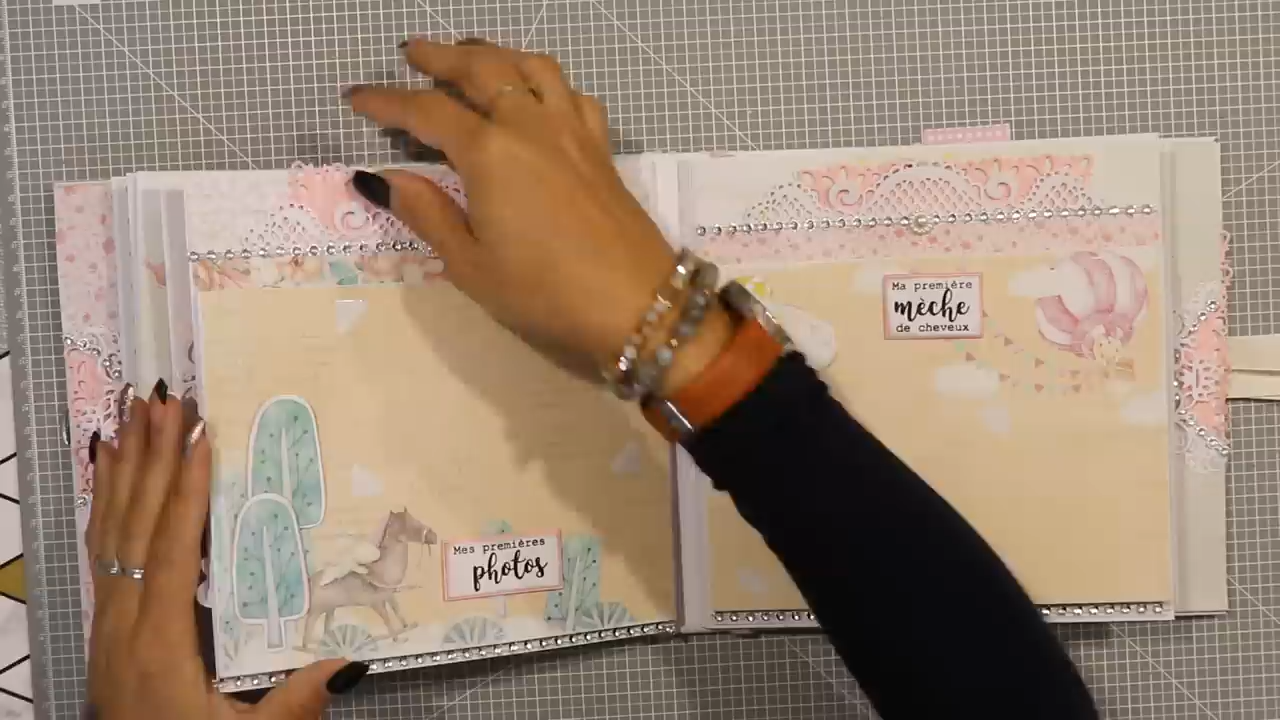 Mes premières
photos
Ma première
mèche
de cheveux